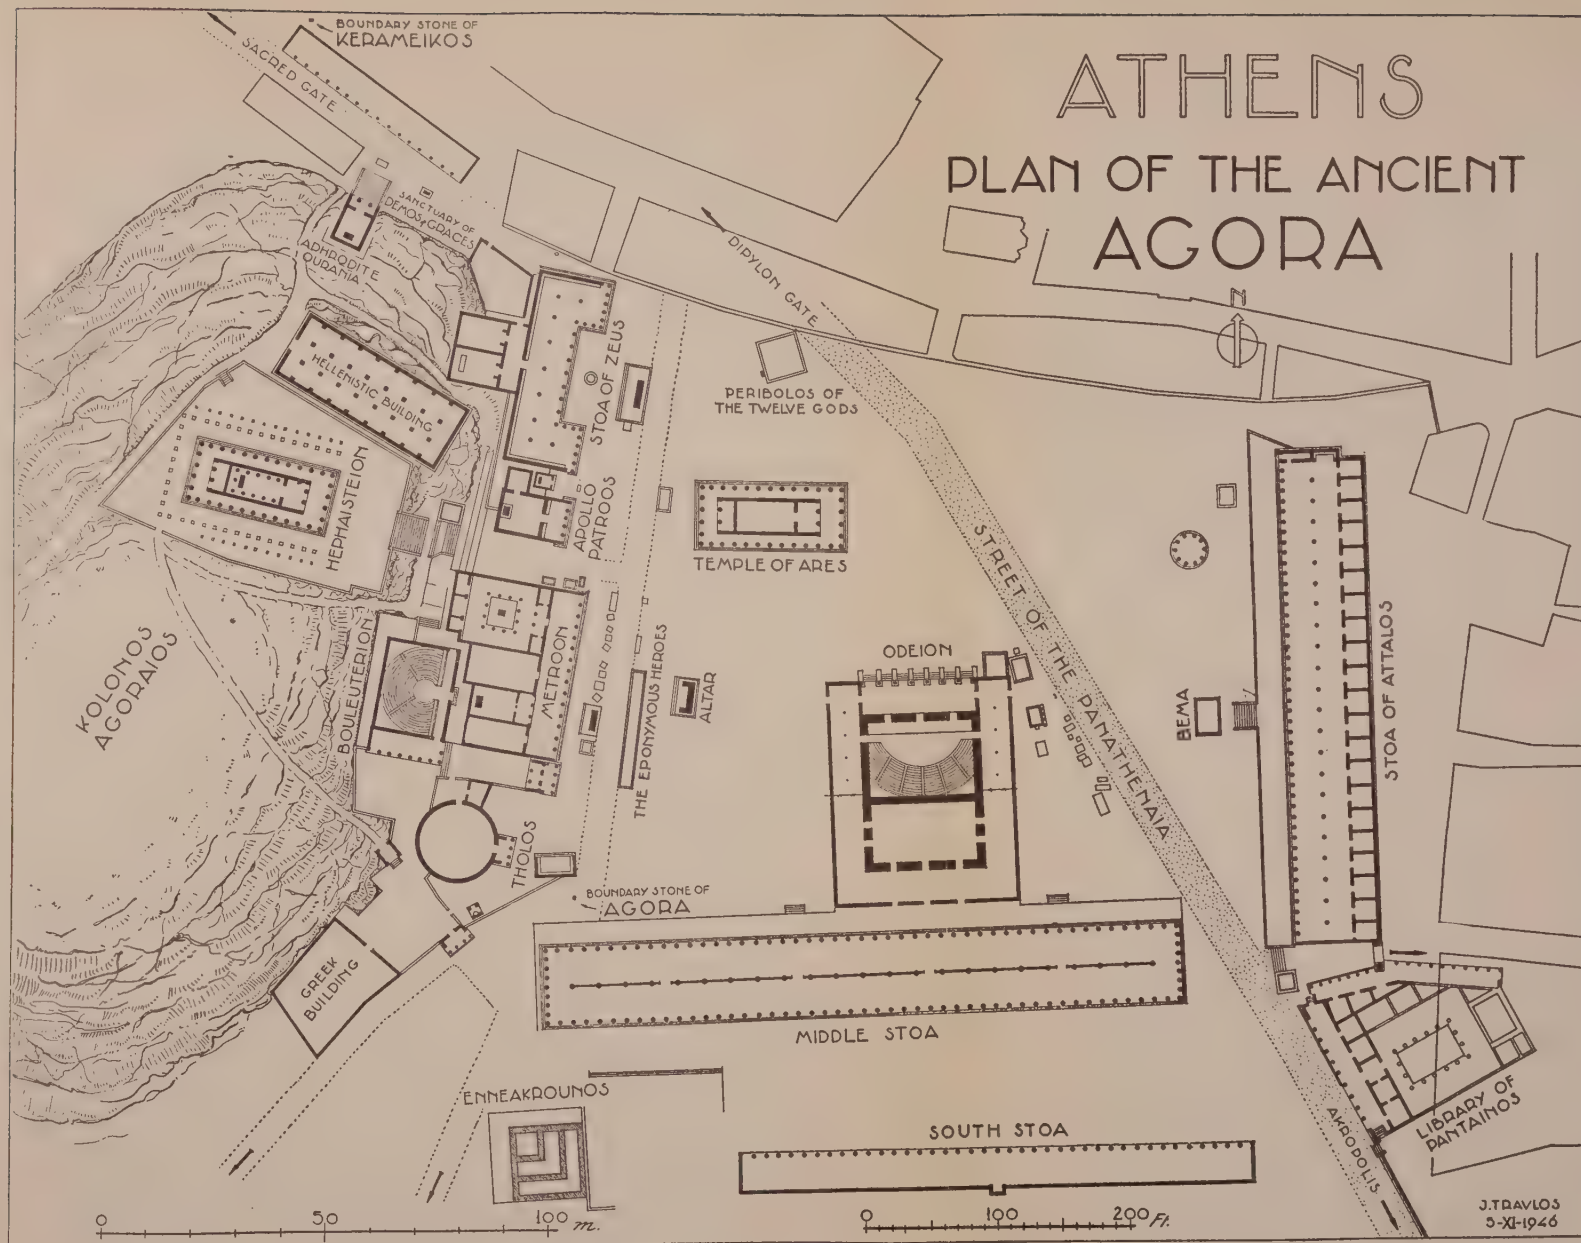 BOUNDARY STONE OF
KERAMEIKOS
SACRED GATE
ATHENS
PLAN OF THE ANCIENT
AGORA
SANCTUARY OF
DEMOS & GRACES
APHRODITE
OURANIA
DIPYLON GATE
N
HELLENISTIC BUILDING
STOA OF ZEUS
PERIBOLOS OF
THE TWELVE GODS
HEPHAISTEION
APOLLO
PATROOS
TEMPLE OF ARES
STREET OF THE PANATHENAIA
STOA OF ATTALOS
KOLONOS
AGORAIOS
BOULEUTERION
METROON
THE EPONYMOUS HEROES
ALTAR
ODEION
BEMA
THOLOS
BOUNDARY STONE OF
AGORA
GREEK
BUILDING
MIDDLE STOA
ENNEAKROUNOS
SOUTH STOA
AKROPOLIS
LIBRARY OF
PANTAINOS
0 50 100 m.
0 100 200 Ft.
J. TRAVLOS
5-XI-1946